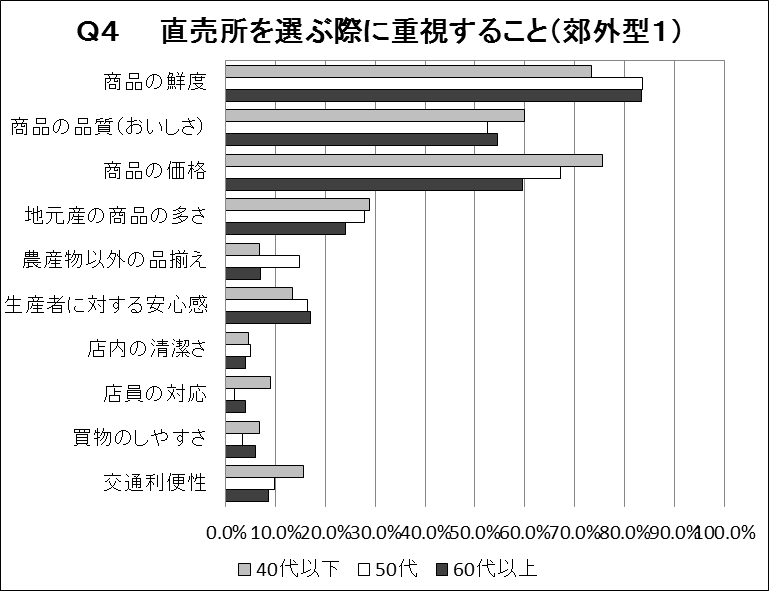 Q4 直売所を選ぶ際に重視すること(郊外型1)
商品の鮮度
商品の品質(おいしさ)
商品の価格
地元産の商品の多さ
農産物以外の品揃え
生産者に対する安心感
店内の清潔さ
店員の対応
買物のしやすさ
交通利便性
0.0% 10.0% 20.0% 30.0% 40.0% 50.0% 60.0% 70.0% 80.0% 90.0% 100.0%
40代以下 50代 60代以上